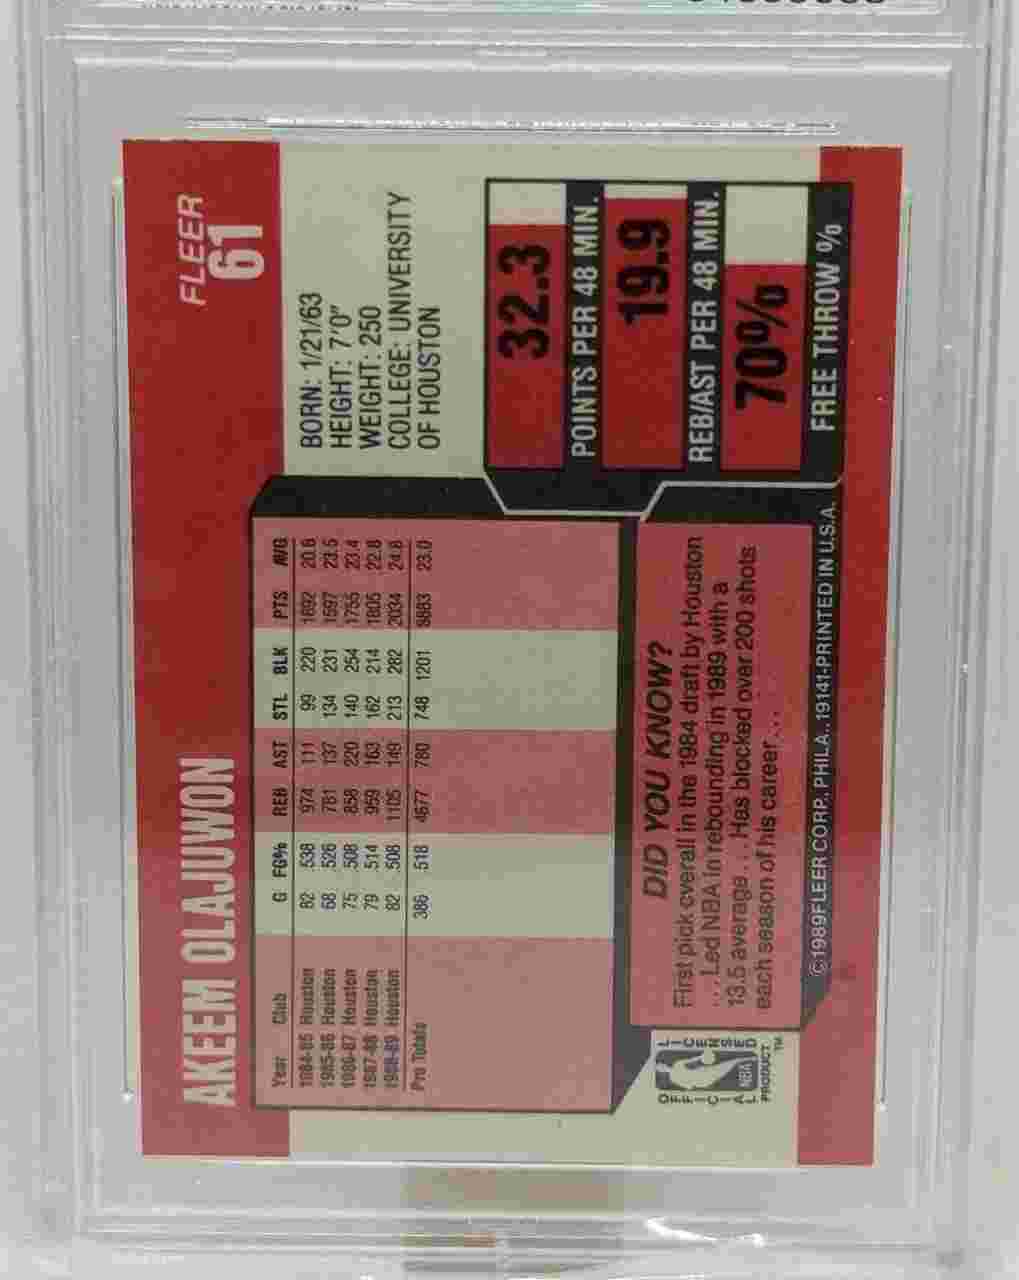 FLEER
61
AKEEM OLAJUWON
BORN: 1/21/63
HEIGHT: 7'0"
WEIGHT: 250
COLLEGE: UNIVERSITY
OF HOUSTON
Year Club G FG% REB AST STL BLK PTS AVG
1984-85 Houston 82 .538 974 111 99 220 1692 20.6
1985-86 Houston 68 .526 781 137 134 231 1597 23.5
1986-87 Houston 75 .508 858 220 140 254 1755 23.4
1987-88 Houston 79 .514 959 163 162 214 1805 22.8
1988-89 Houston 82 .508 1105 149 213 282 2034 24.8
Pro Totals 386 .518 4677 780 748 1201 8883 23.0
32.3
POINTS PER 48 MIN.
19.9
REB/AST PER 48 MIN.
70%
FREE THROW %
DID YOU KNOW?
First pick overall in the 1984 draft by Houston
. . . Led NBA in rebounding in 1989 with a
13.5 average . . . Has blocked over 200 shots
each season of his career . . .
OFFICIAL LICENSED
NBA
PRODUCT ™
©1989 FLEER CORP., PHILA., 19141-PRINTED IN U.S.A.